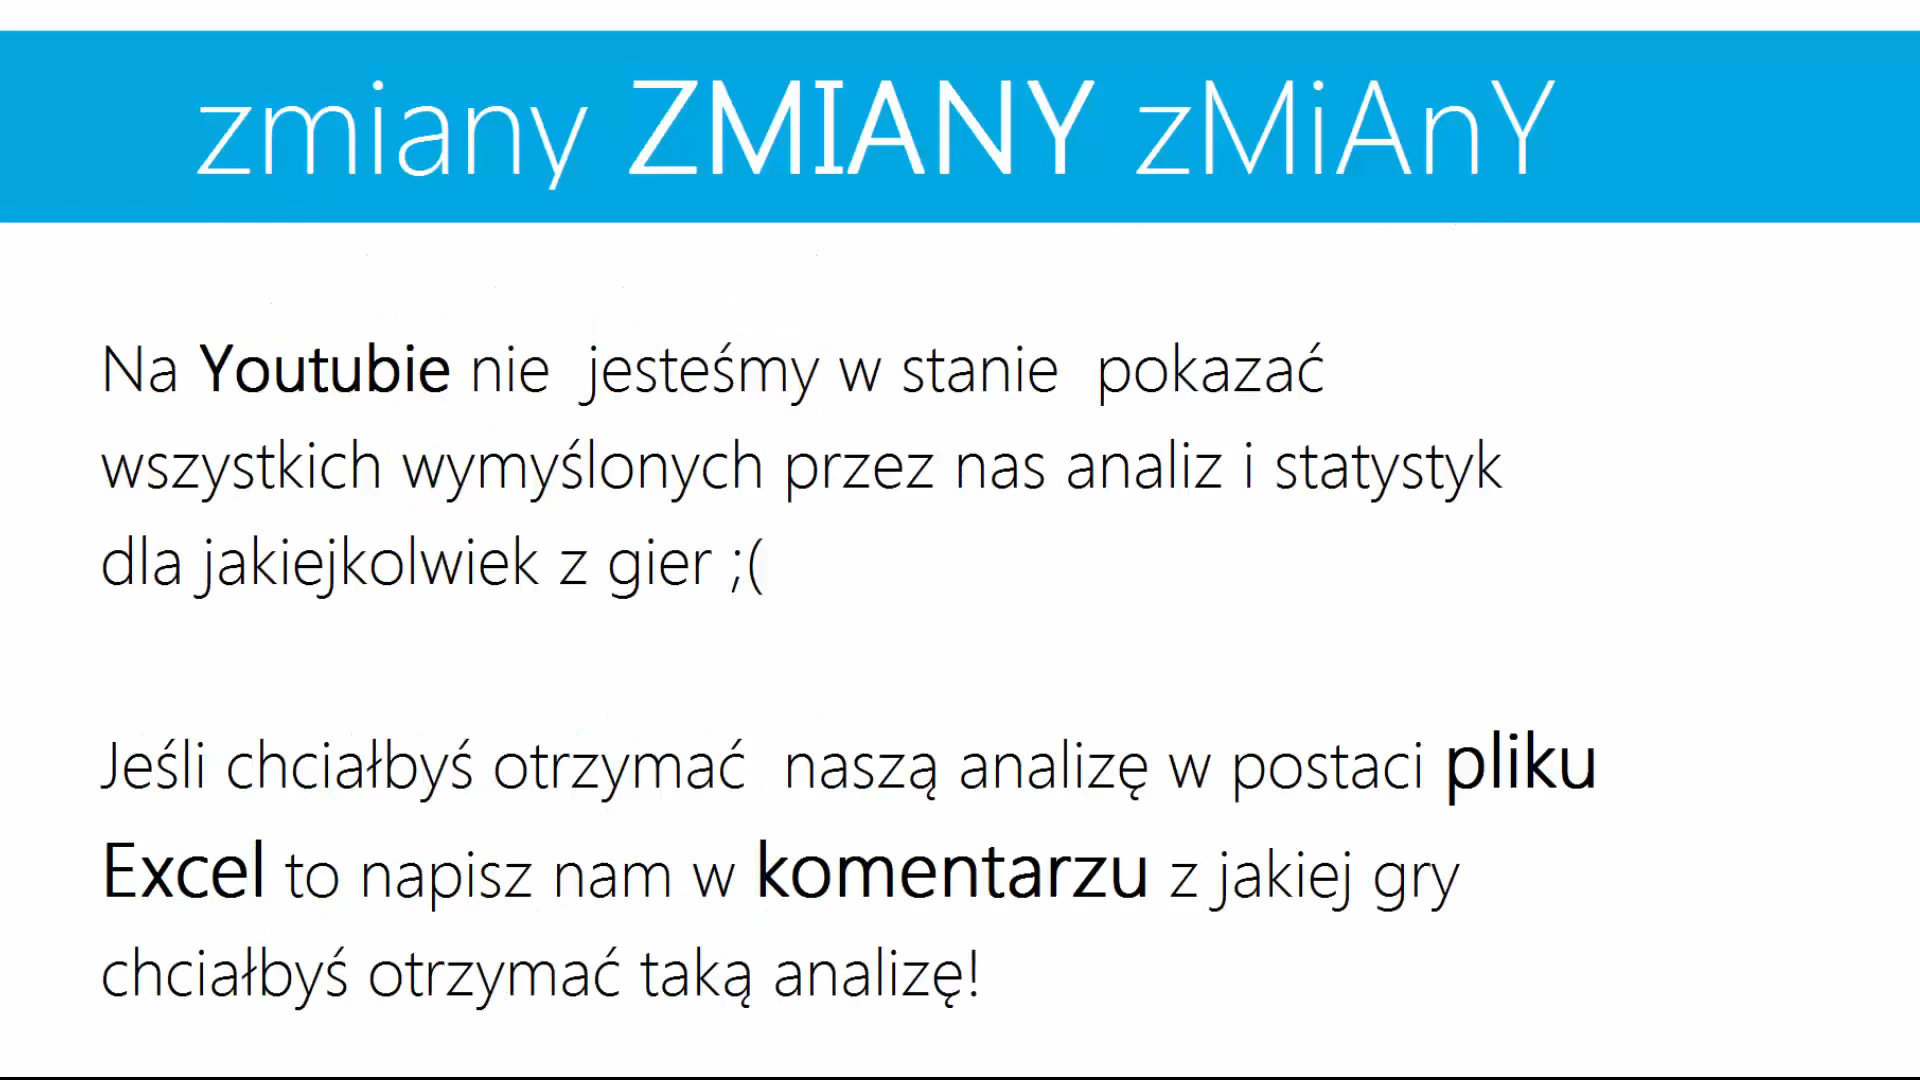 zmiany ZMIANY zMiAnY
Na Youtubie nie jesteśmy w stanie pokazać
wszystkich wymyślonych przez nas analiz i statystyk
dla jakiejkolwiek z gier ;(
Jeśli chciałbyś otrzymać naszą analizę w postaci pliku
Excel to napisz nam w komentarzu z jakiej gry
chciałbyś otrzymać taką analizę!